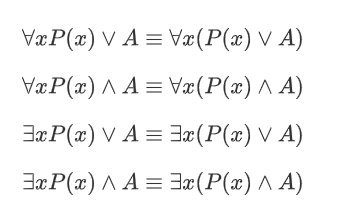 ∀xP(x) ∨ A ≡ ∀x(P(x) ∨ A)
∀xP(x) ∧ A ≡ ∀x(P(x) ∧ A)
∃xP(x) ∨ A ≡ ∃x(P(x) ∨ A)
∃xP(x) ∧ A ≡ ∃x(P(x) ∧ A)